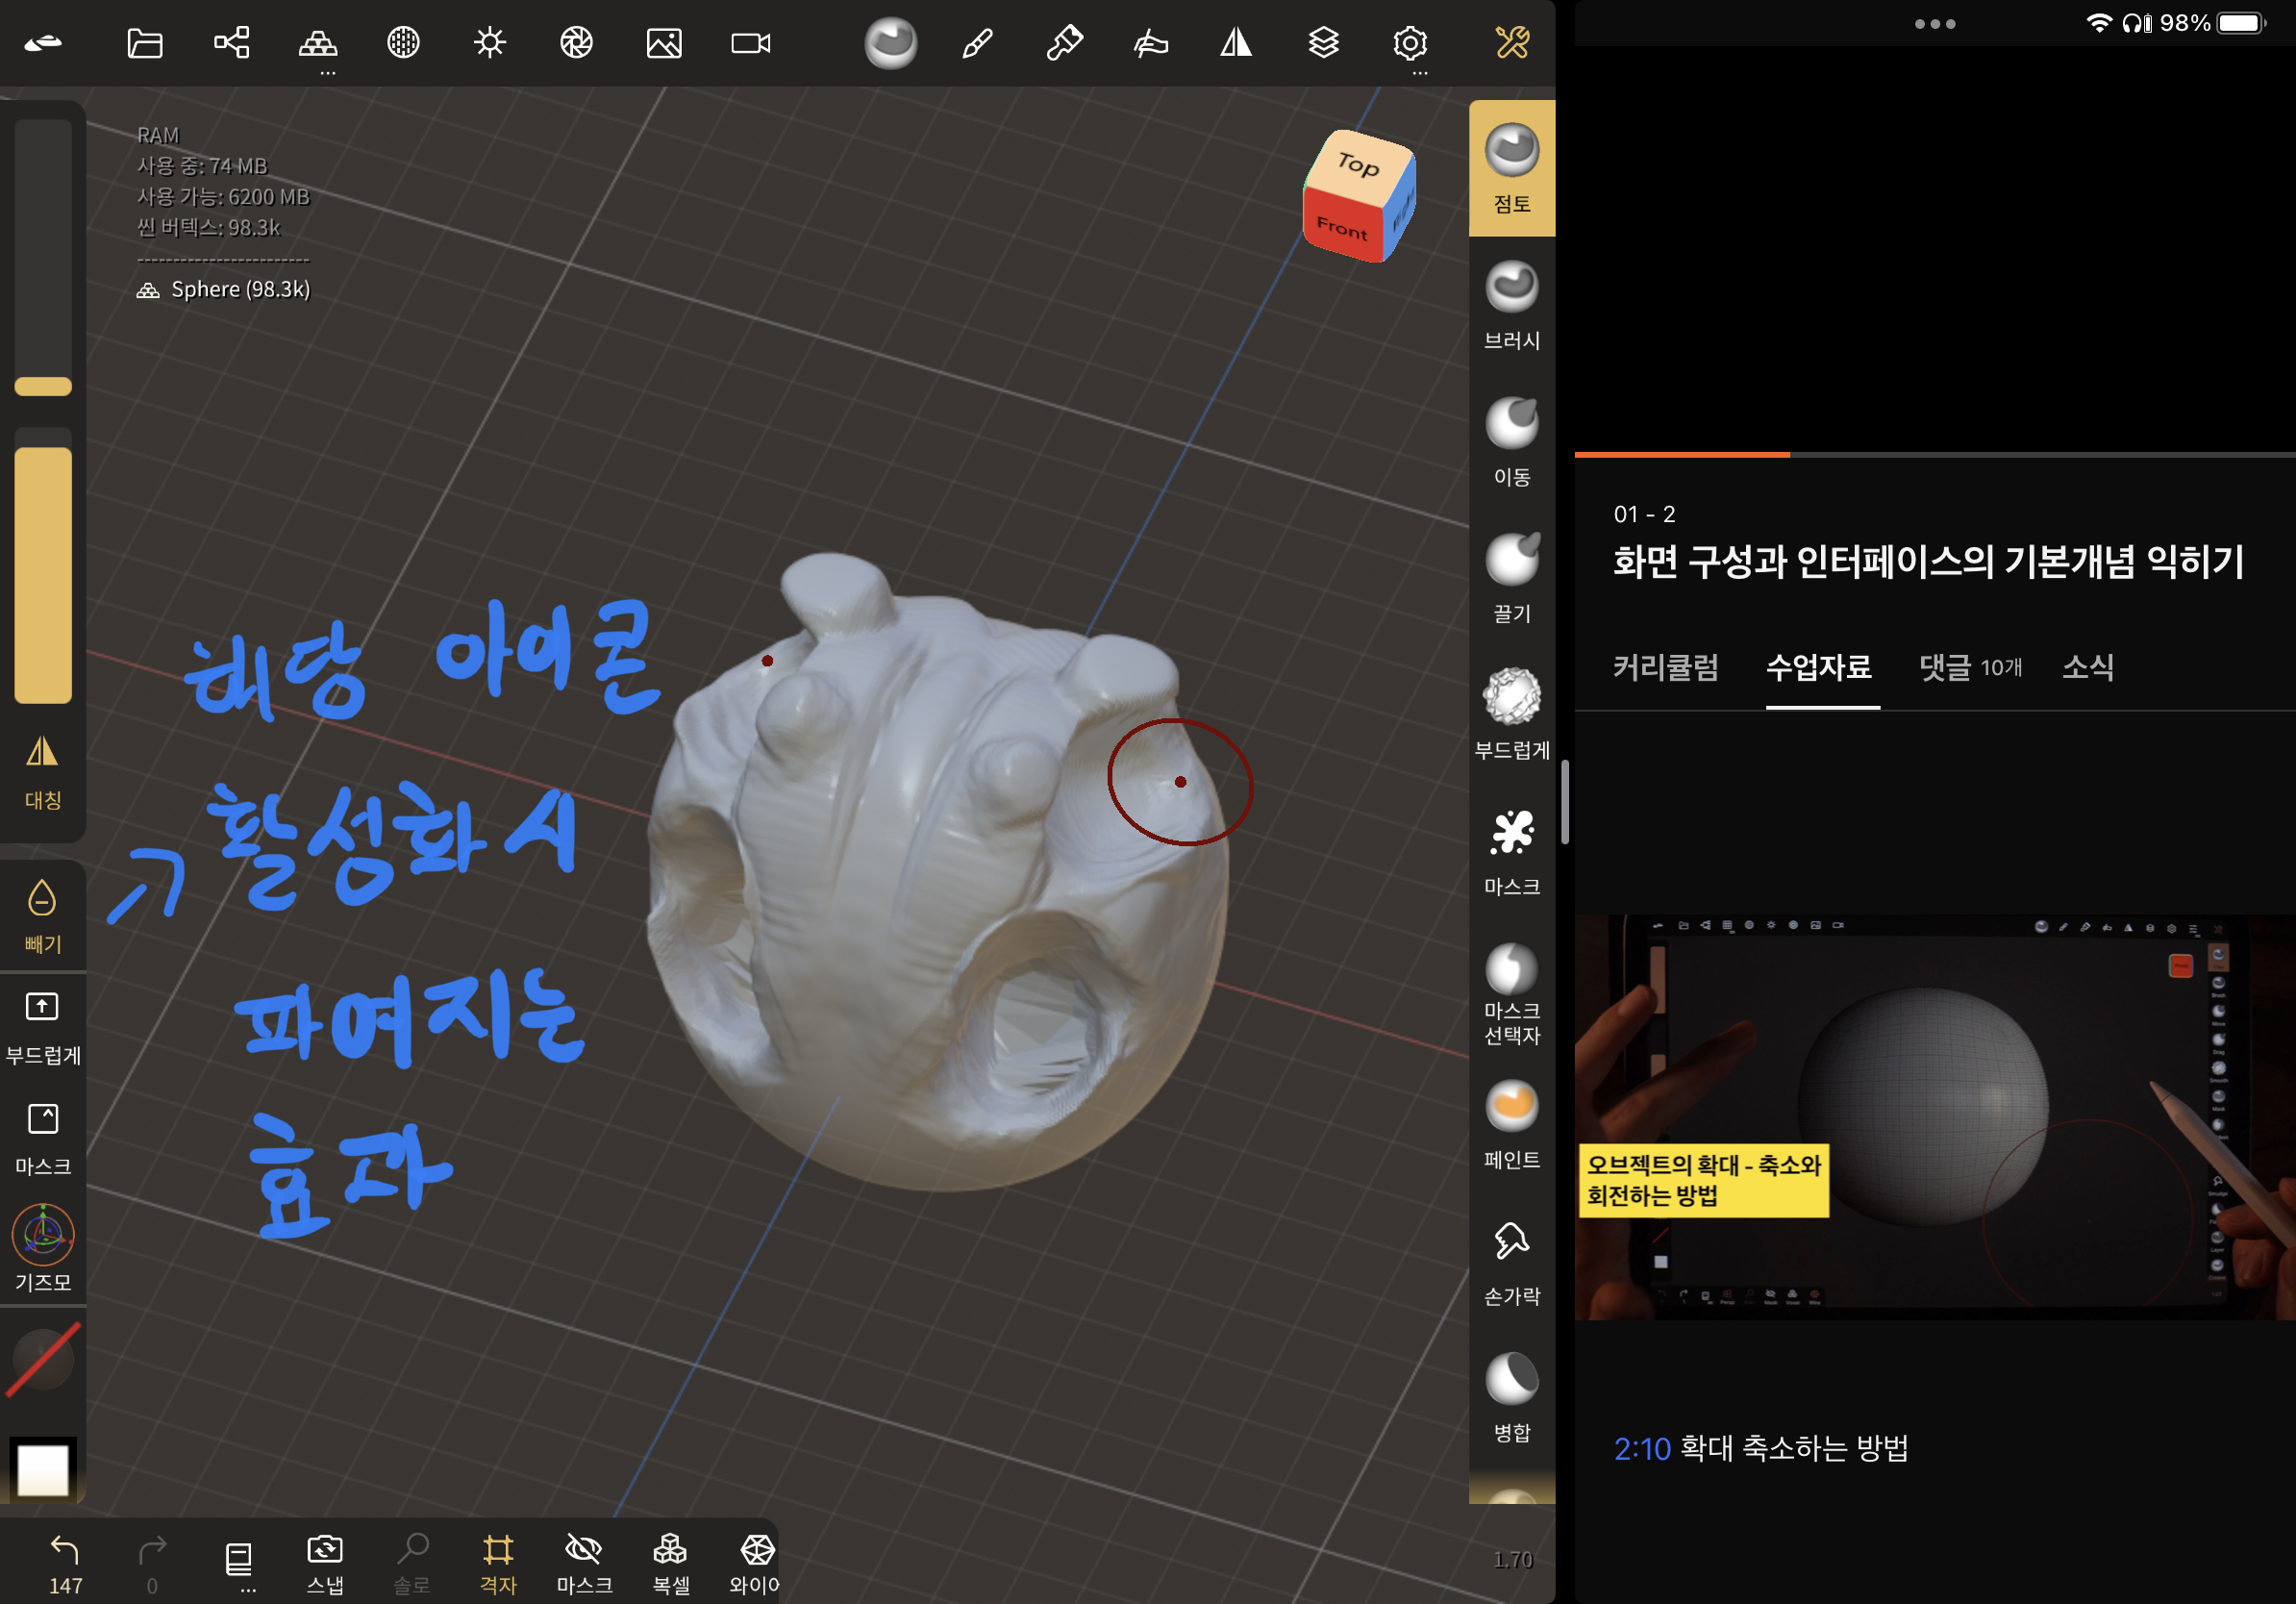 98%
RAM
사용 중: 74 MB
사용 가능: 6200 MB
씬 버텍스: 98.3k
------------------------
Sphere (98.3k)
Top
Front
Right
점토
브러시
이동
끌기
부드럽게
마스크
마스크
선택자
페인트
손가락
병합
대칭
빼기
부드럽게
마스크
기즈모
해당 아이콘
활성화 시
파여지는
효과
147
0
...
스냅
솔로
격자
마스크
복셀
와이어
1.70
01 - 2
화면 구성과 인터페이스의 기본개념 익히기
커리큘럼 수업자료 댓글 10개 소식
오브젝트의 확대 - 축소와
회전하는 방법
2:10 확대 축소하는 방법